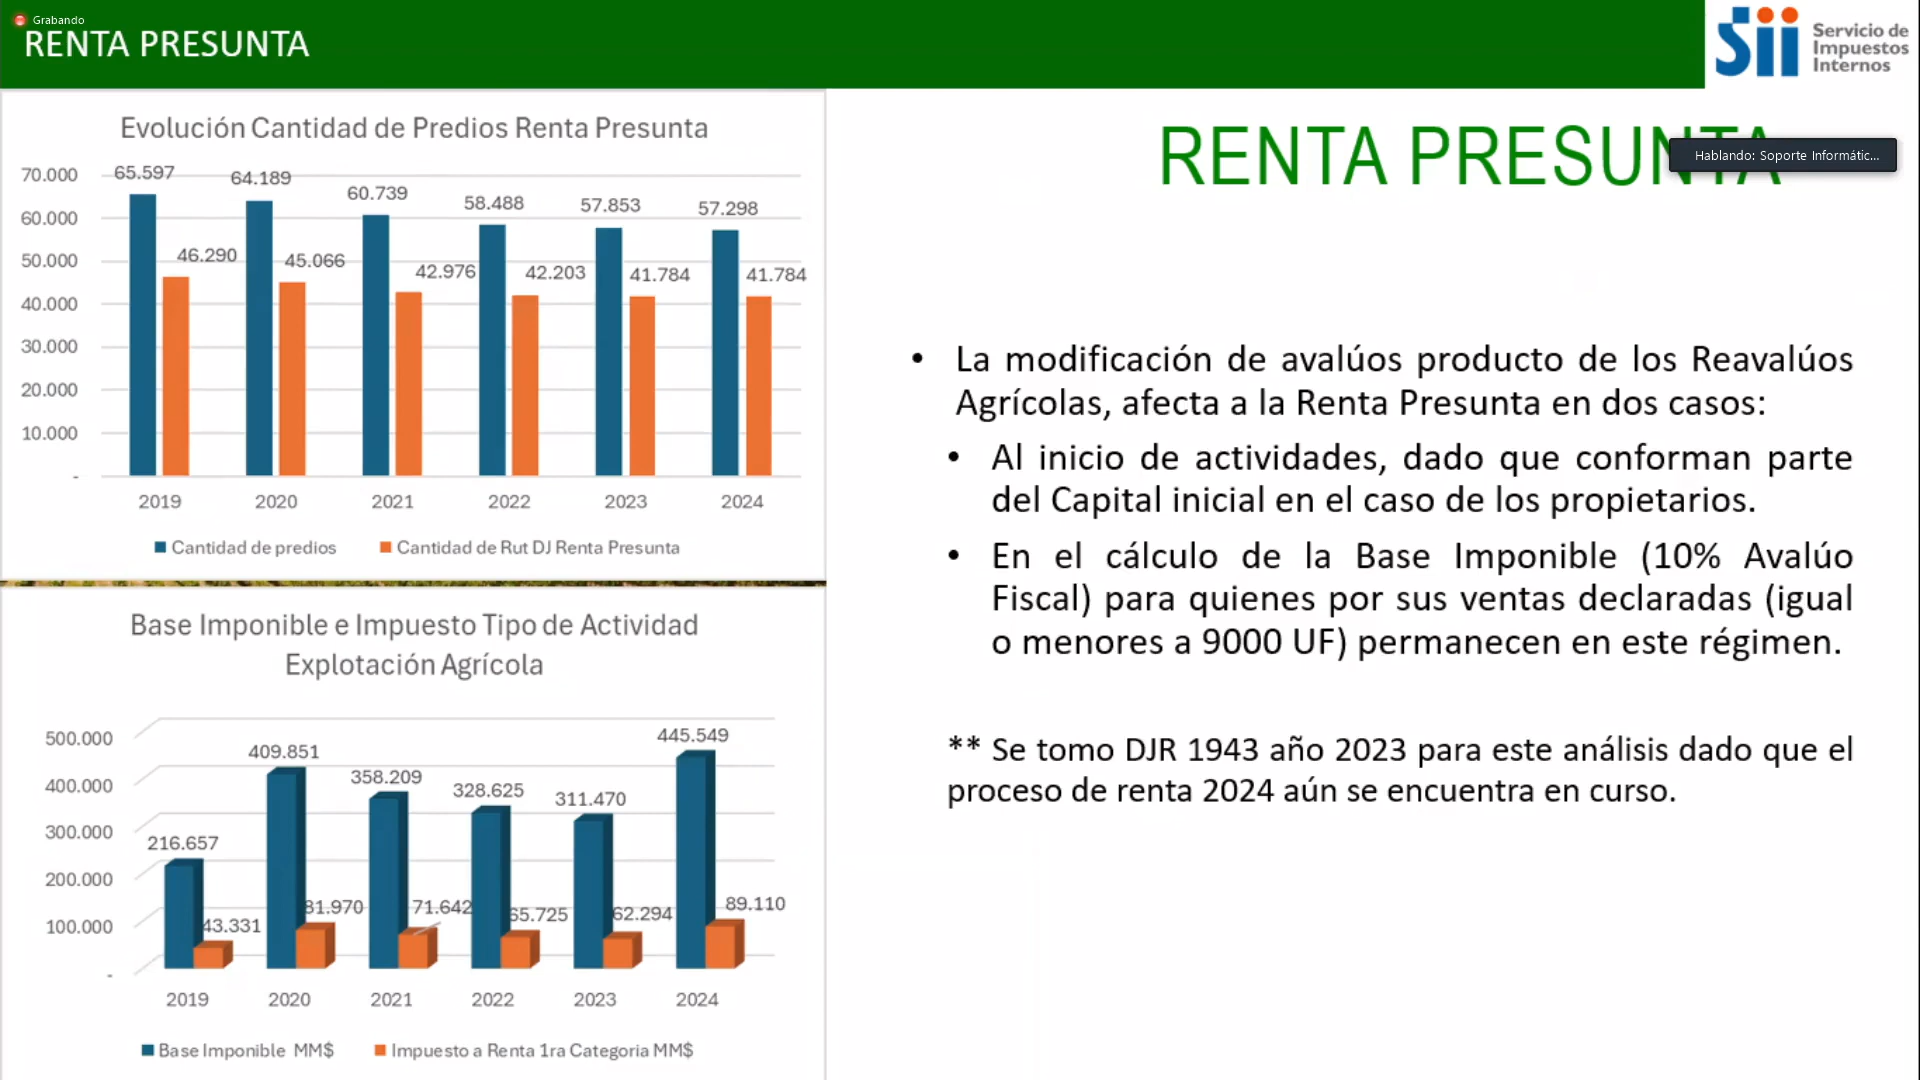 Grabando
RENTA PRESUNTA
Sii Servicio de
Impuestos
Internos
Evolución Cantidad de Predios Renta Presunta
70.000
60.000
50.000
40.000
30.000
20.000
10.000
-
65.597
64.189
60.739
58.488
57.853
57.298
46.290
45.066
42.976
42.203
41.784
41.784
2019 2020 2021 2022 2023 2024
Cantidad de predios Cantidad de Rut DJ Renta Presunta
Base Imponible e Impuesto Tipo de Actividad
Explotación Agrícola
500.000
400.000
300.000
200.000
100.000
-
216.657
409.851
358.209
328.625
311.470
445.549
43.331
81.970
71.642
65.725
62.294
89.110
2019 2020 2021 2022 2023 2024
Base Imponible MM$ Impuesto a Renta 1ra Categoria MM$
RENTA PRESUNTA
Hablando: Soporte Informátic...
• La modificación de avalúos producto de los Reavalúos
Agrícolas, afecta a la Renta Presunta en dos casos:
• Al inicio de actividades, dado que conforman parte
del Capital inicial en el caso de los propietarios.
• En el cálculo de la Base Imponible (10% Avalúo
Fiscal) para quienes por sus ventas declaradas (igual
o menores a 9000 UF) permanecen en este régimen.
** Se tomo DJR 1943 año 2023 para este análisis dado que el
proceso de renta 2024 aún se encuentra en curso.